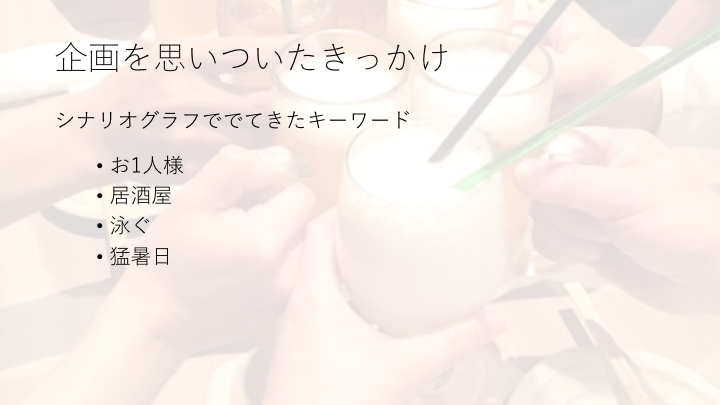 企画を思いついたきっかけ
シナリオグラフででてきたキーワード
• お1人様
• 居酒屋
• 泳ぐ
• 猛暑日